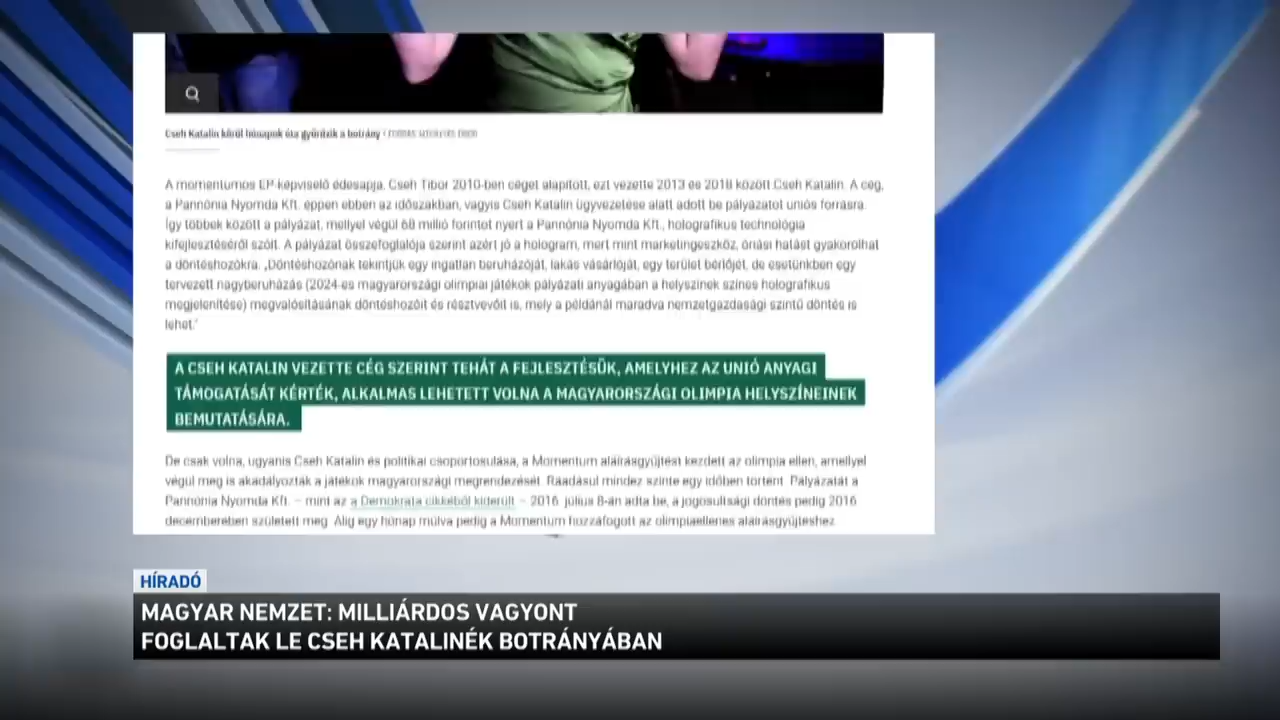 Cseh Katalin körül hónapok óta gyűrűzik a botrány
A momentumos EP-képviselő édesapja, Cseh Tibor 2010-ben céget alapított, ezt vezette 2013 és 2018 között Cseh Katalin. A cég,
a Pannónia Nyomda Kft. éppen ebben az időszakban, vagyis Cseh Katalin ügyvezetése alatt adott be pályázatot uniós forrásra.
Így többek között a pályázat, mellyel végül 68 millió forintot nyert a Pannónia Nyomda Kft., holografikus technológia
kifejlesztéséről szólt. A pályázat összefoglalója szerint azért jó a hologram, mert mint marketingeszköz, óriási hatást gyakorolhat
a döntéshozókra. „Döntéshozónak tekintjük egy ingatlan beruházóját, lakás vásárlóját, egy terület bérlőjét, de esetünkben egy
tervezett nagyberuházás (2024-es magyarországi olimpiai játékok pályázati anyagában a helyszínek színes holografikus
megjelenítése) megvalósításának döntéshozóit és résztvevőit is, mely a példánál maradva nemzetgazdasági szintű döntés is
lehet."
A CSEH KATALIN VEZETTE CÉG SZERINT TEHÁT A FEJLESZTÉSÜK, AMELYHEZ AZ UNIÓ ANYAGI
TÁMOGATÁSÁT KÉRTÉK, ALKALMAS LEHETETT VOLNA A MAGYARORSZÁGI OLIMPIA HELYSZÍNEINEK
BEMUTATÁSÁRA.
De csak volna, ugyanis Cseh Katalin és politikai csoportosulása, a Momentum aláírásgyűjtést kezdett az olimpia ellen, amellyel
végül meg is akadályozták a játékok magyarországi megrendezését. Ráadásul mindez szinte egy időben történt. Pályázatát a
Pannónia Nyomda Kft. – mint az a Demokrata cikkéből kiderült – 2016. július 8-án adta be, a jogosultsági döntés pedig 2016
decemberében született meg. Alig egy hónap múlva pedig a Momentum hozzáfogott az olimpiaellenes aláírásgyűjtéshez.
HÍRADÓ
MAGYAR NEMZET: MILLIÁRDOS VAGYONT
FOGLALTAK LE CSEH KATALINÉK BOTRÁNYÁBAN